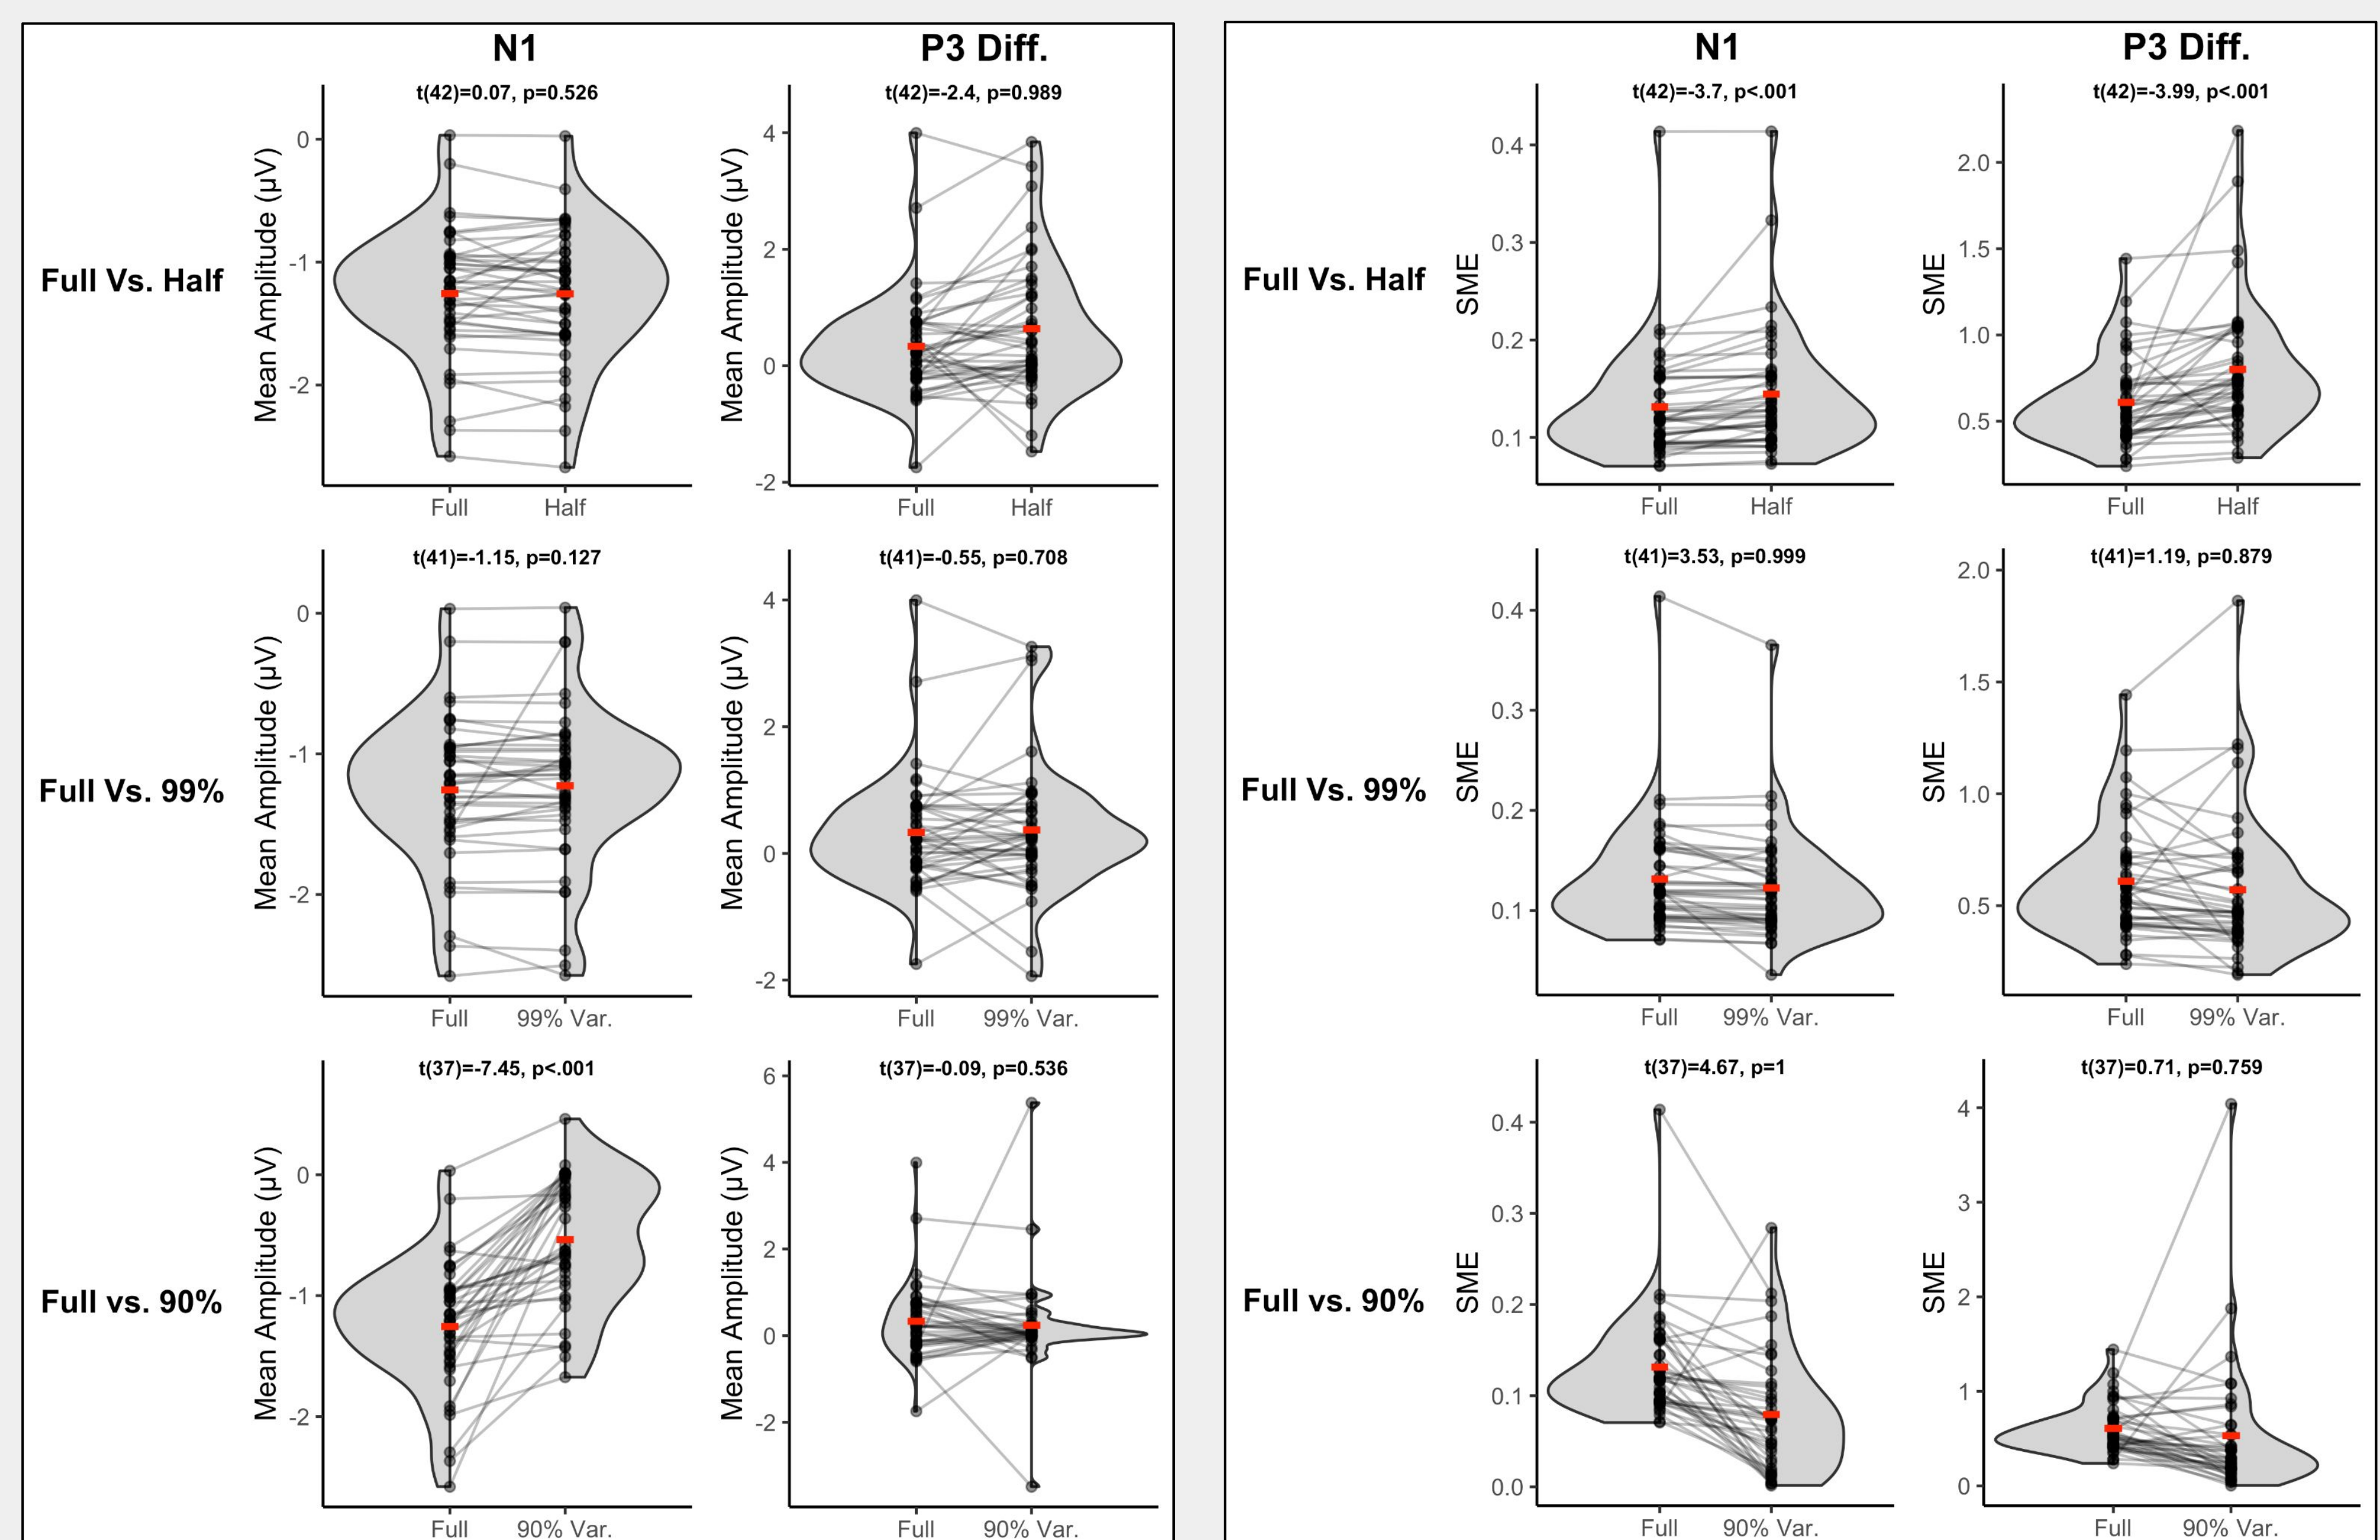 N1
P3 Diff.
Full Vs. Half
Mean Amplitude (µV)
t(42)=0.07, p=0.526
0
-1
-2
Full
Half
Mean Amplitude (µV)
t(42)=-2.4, p=0.989
4
2
0
-2
Full
Half
Full Vs. 99%
Mean Amplitude (µV)
t(41)=-1.15, p=0.127
0
-1
-2
Full
99% Var.
Mean Amplitude (µV)
t(41)=-0.55, p=0.708
4
2
0
-2
Full
99% Var.
Full vs. 90%
Mean Amplitude (µV)
t(37)=-7.45, p<.001
0
-1
-2
Full
90% Var.
Mean Amplitude (µV)
t(37)=-0.09, p=0.536
6
4
2
0
-2
Full
90% Var.
N1
P3 Diff.
Full Vs. Half
SME
t(42)=-3.7, p<.001
0.4
0.3
0.2
0.1
Full
Half
SME
t(42)=-3.99, p<.001
2.0
1.5
1.0
0.5
Full
Half
Full Vs. 99%
SME
t(41)=3.53, p=0.999
0.4
0.3
0.2
0.1
Full
99% Var.
SME
t(41)=1.19, p=0.879
2.0
1.5
1.0
0.5
Full
99% Var.
Full vs. 90%
SME
t(37)=4.67, p=1
0.4
0.3
0.2
0.1
0.0
Full
90% Var.
SME
t(37)=0.71, p=0.759
4
3
2
1
0
Full
90% Var.